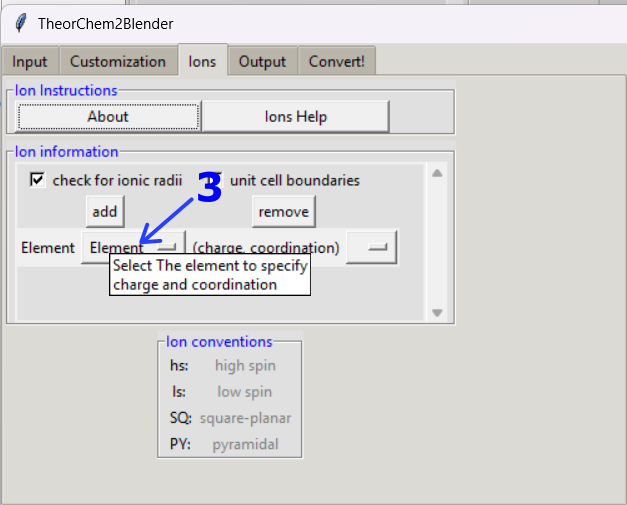 TheorChem2Blender
Input Customization Ions Output Convert!
Ion Instructions
About Ions Help
Ion information
check for ionic radii unit cell boundaries
3
add remove
Element Element (charge, coordination)
Select The element to specify
charge and coordination
Ion conventions
hs: high spin
ls: low spin
SQ: square-planar
PY: pyramidal